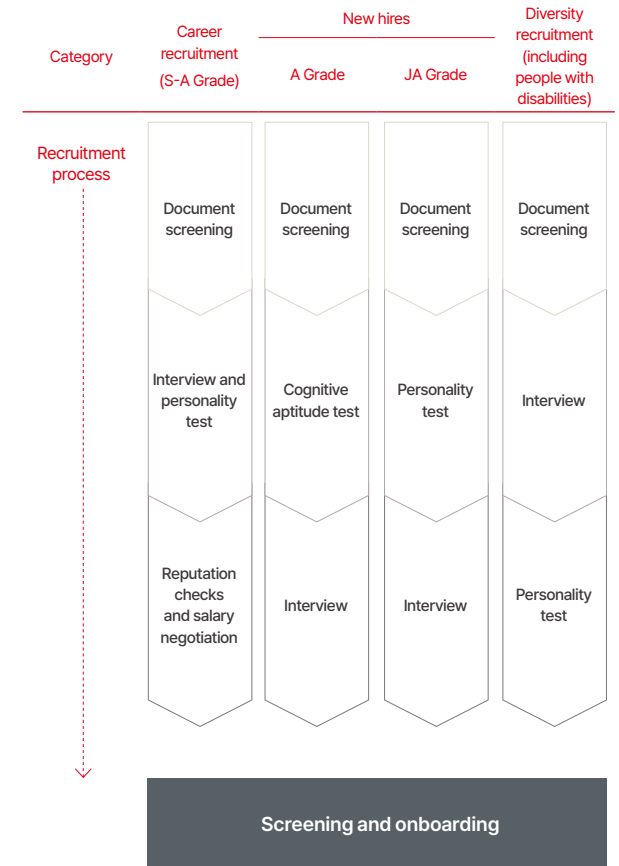 Category
Career
recruitment
(S-A Grade)
New hires
A Grade
JA Grade
Diversity
recruitment
(including
people with
disabilities)
Recruitment
process
Document
screening
Document
screening
Document
screening
Document
screening
Interview and
personality
test
Cognitive
aptitude test
Personality
test
Interview
Reputation
checks
and salary
negotiation
Interview
Interview
Personality
test
Screening and onboarding